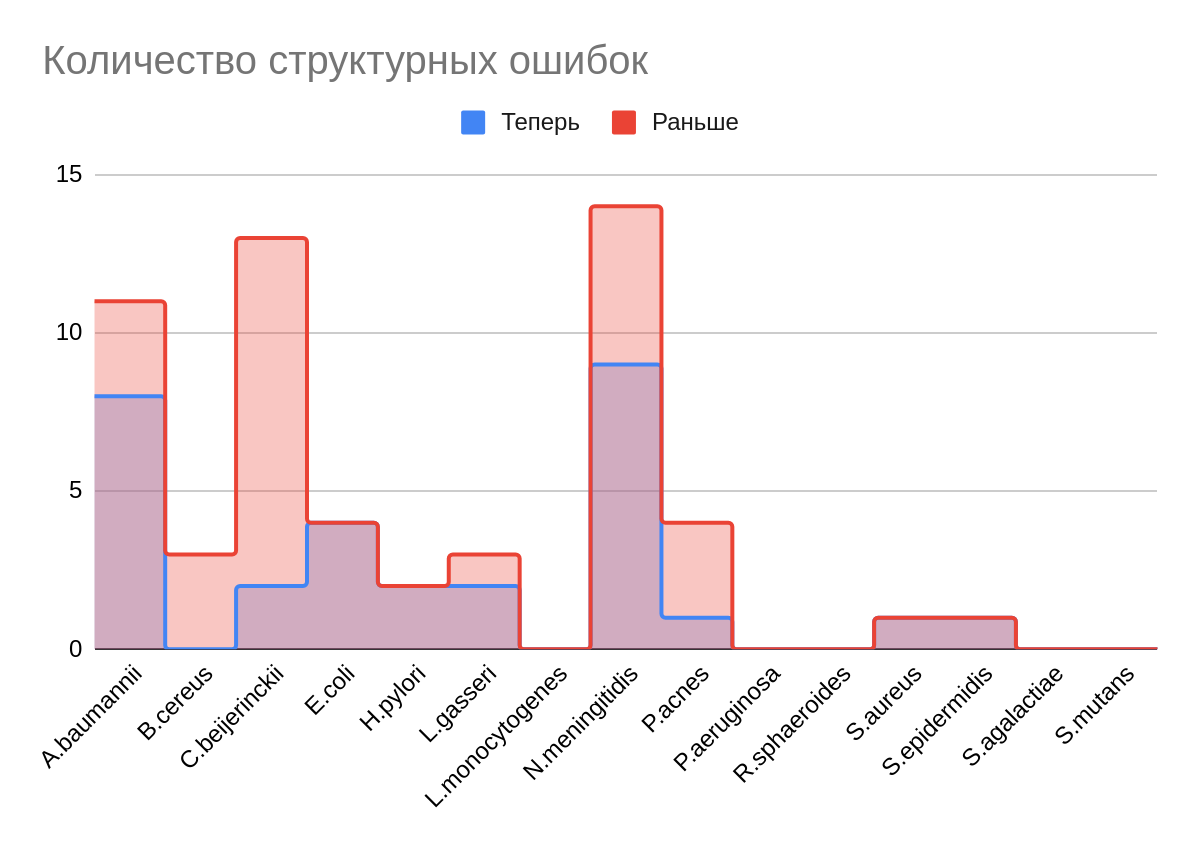 Количество структурных ошибок
Теперь
Раньше
15
10
5
0
A.baumannii
B.cereus
C.beijerinckii
E.coli
H.pylori
L.gasseri
L.monocytogenes
N.meningitidis
P.acnes
P.aeruginosa
R.sphaeroides
S.aureus
S.epidermidis
S.agalactiae
S.mutans